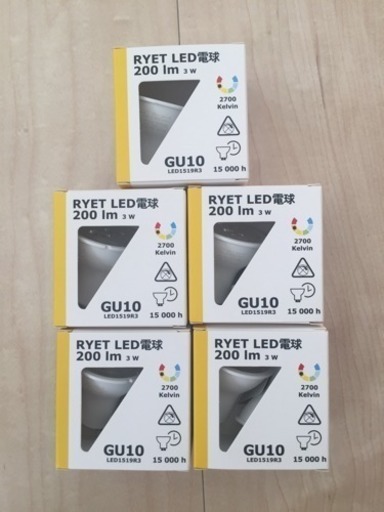 RYET LED電球
200 lm 3 W
2700
Kelvin
GU10
LED1519R3
15 000 h
RYET LED電球
200 lm 3 W
2700
Kelvin
GU10
LED1519R3
15 000 h
RYET LED電球
200 lm 3 W
2700
Kelvin
GU10
LED1519R3
15 000 h
RYET LED電球
200 lm 3 W
2700
Kelvin
GU10
LED1519R3
15 000 h
RYET LED電球
200 lm 3 W
2700
Kelvin
GU10
LED1519R3
15 000 h